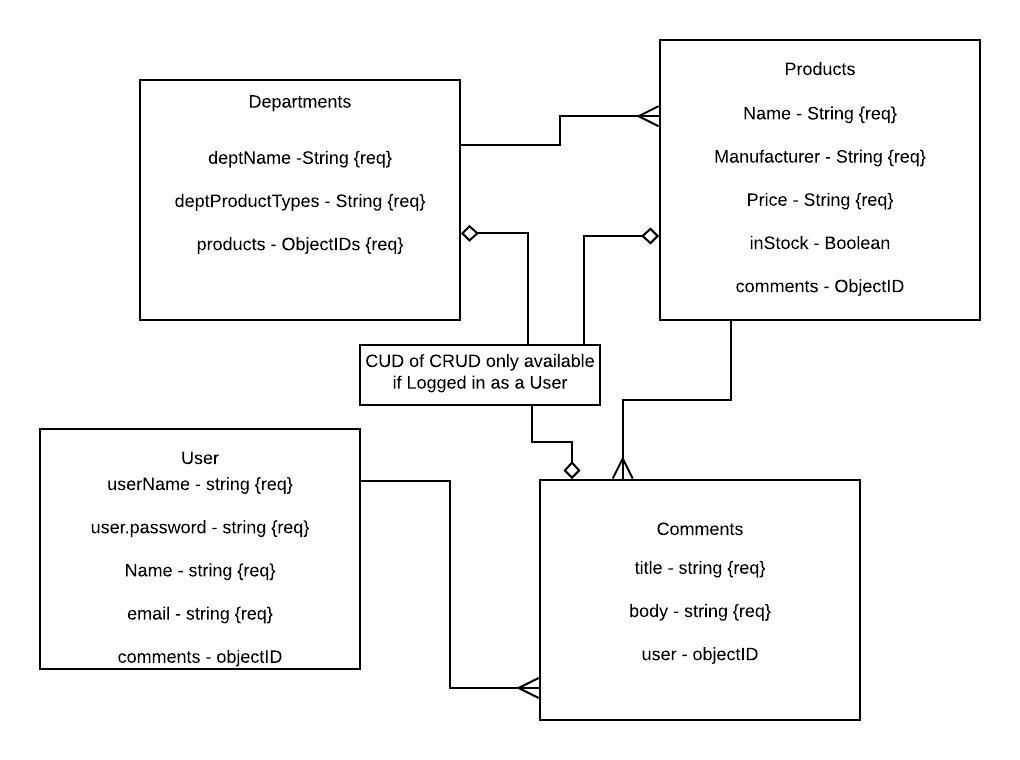 Departments
deptName -String {req}
deptProductTypes - String {req}
products - ObjectIDs {req}
Products
Name - String {req}
Manufacturer - String {req}
Price - String {req}
inStock - Boolean
comments - ObjectID
CUD of CRUD only available
if Logged in as a User
User
userName - string {req}
user.password - string {req}
Name - string {req}
email - string {req}
comments - objectID
Comments
title - string {req}
body - string {req}
user - objectID